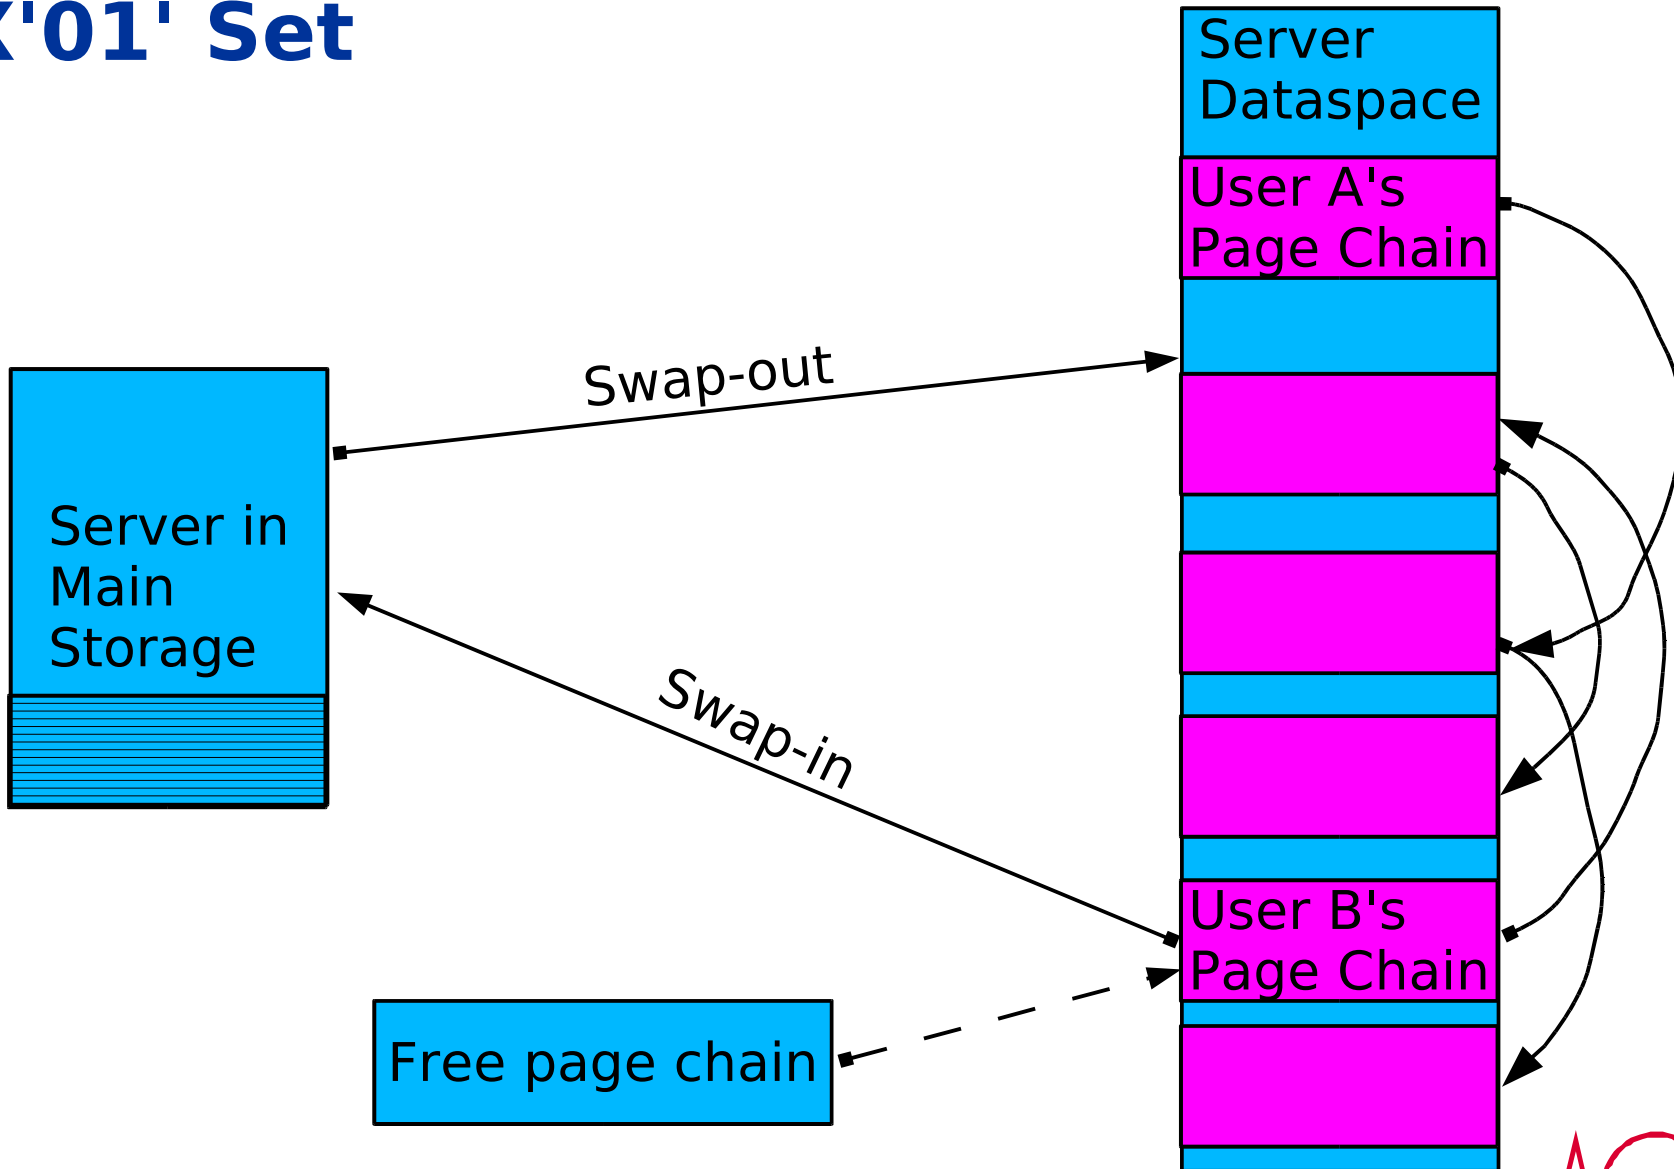 X'01' Set
Server
Dataspace
User A's
Page Chain
Swap-out
Server in
Main
Storage
Swap-in
User B's
Page Chain
Free page chain